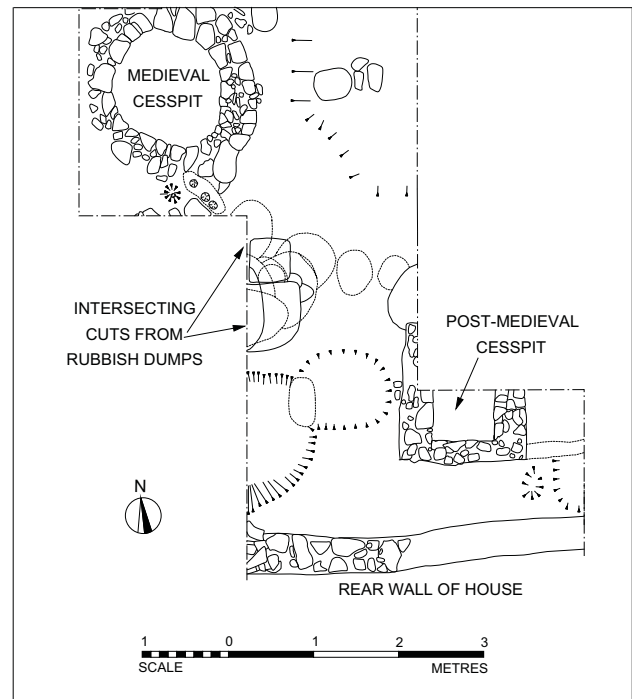 MEDIEVAL
CESSPIT
INTERSECTING
CUTS FROM
RUBBISH DUMPS
POST-MEDIEVAL
CESSPIT
N
REAR WALL OF HOUSE
1 0 1 2 3
SCALE METRES